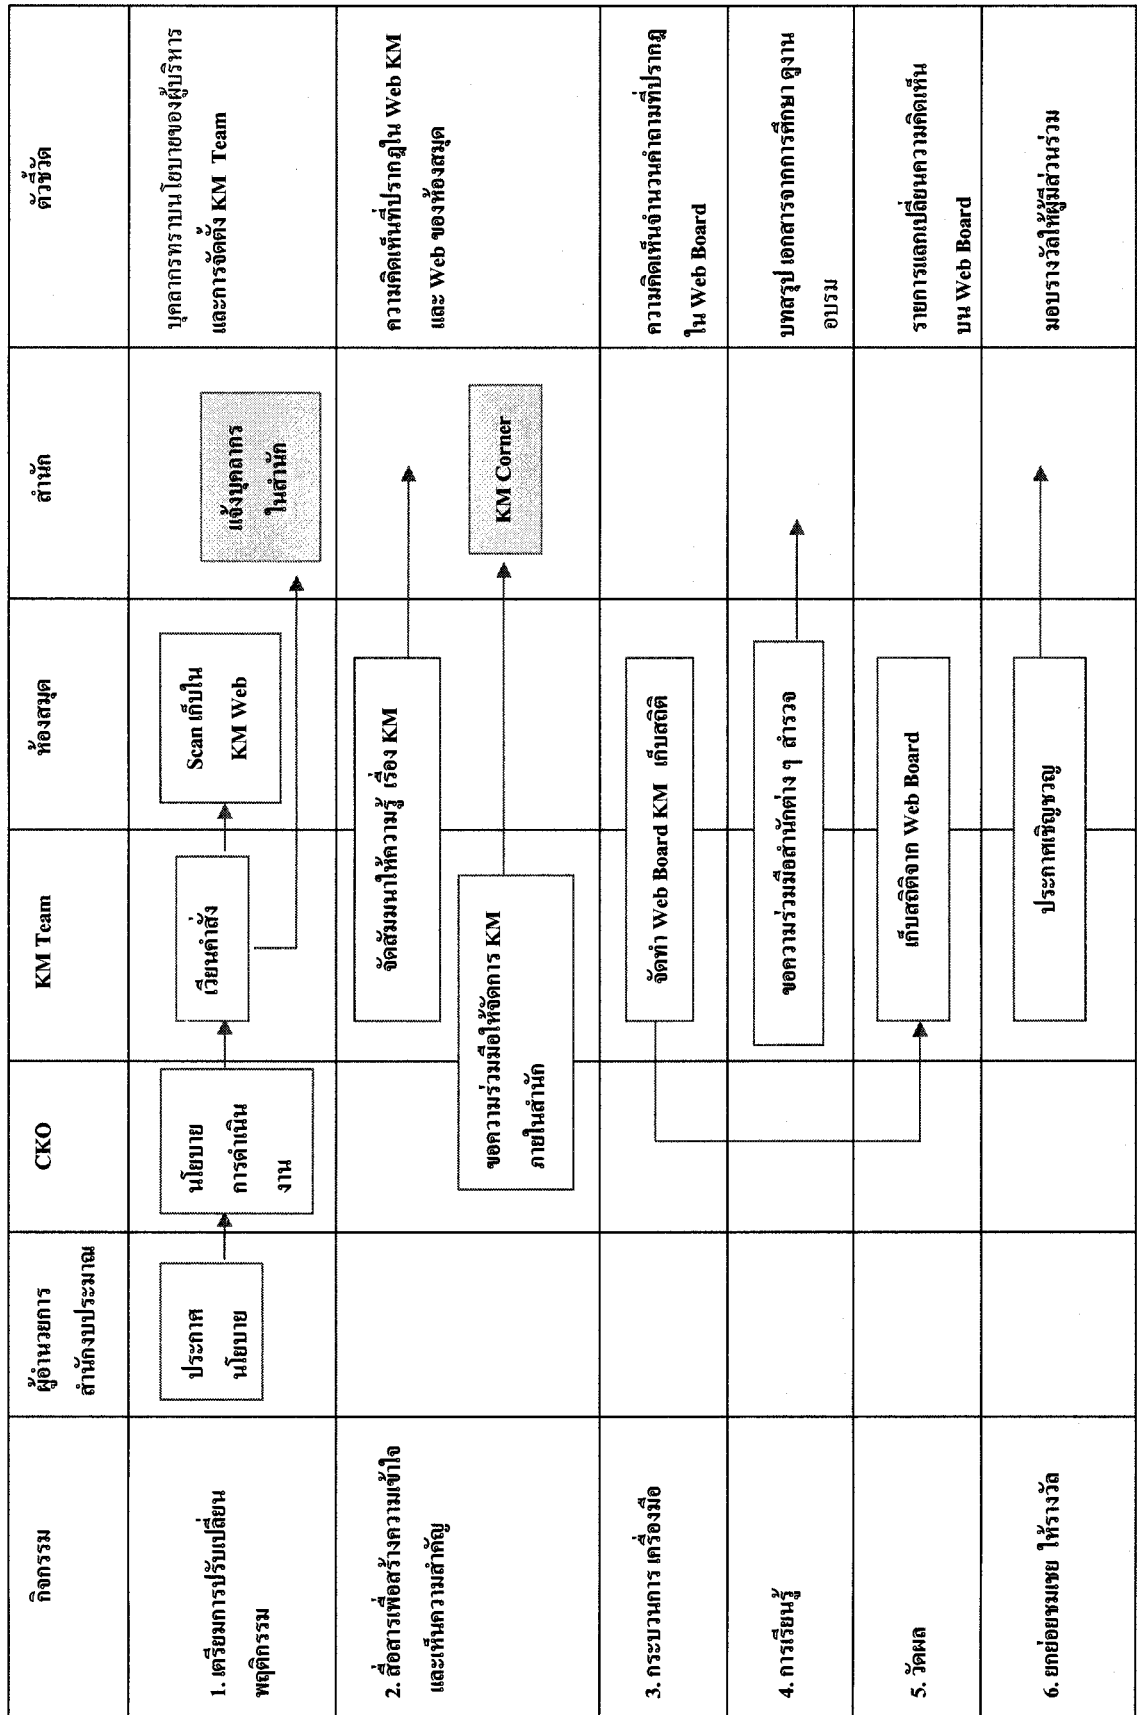 กิจกรรม
ผู้อำนวยการ
สำนักงบประมาณ
CKO
KM Team
ห้องสมุด
สำนัก
ตัวชี้วัด
1. เตรียมการปรับเปลี่ยน
พฤติกรรม
ประกาศ
นโยบาย
นโยบาย
การดำเนิน
งาน
เวียนคำสั่ง
Scan เก็บใน
KM Web
แจ้งบุคลากร
ในสำนัก
บุคลากรทราบนโยบายของผู้บริหาร
และการจัดตั้ง KM Team
2. สื่อสารเพื่อสร้างความเข้าใจ
และเห็นความสำคัญ
จัดสัมมนาให้ความรู้ เรื่อง KM
ขอความร่วมมือให้จัดการ KM
ภายในสำนัก
KM Corner
ความคิดเห็นที่ปรากฏใน Web KM
และ Web ของห้องสมุด
3. กระบวนการ เครื่องมือ
จัดทำ Web Board KM เก็บสถิติ
ความคิดเห็นจำนวนคำถามที่ปรากฏ
ใน Web Board
4. การเรียนรู้
ขอความร่วมมือสำนักต่าง ๆ สำรวจ
บทสรุป เอกสารจากการศึกษา ดูงาน
อบรม
5. วัดผล
เก็บสถิติจาก Web Board
รายการแลกเปลี่ยนความคิดเห็น
บน Web Board
6. ยกย่อยชมเชย ให้รางวัล
ประกาศเชิญชวญ
มอบรางวัลให้ผู้มีส่วนร่วม